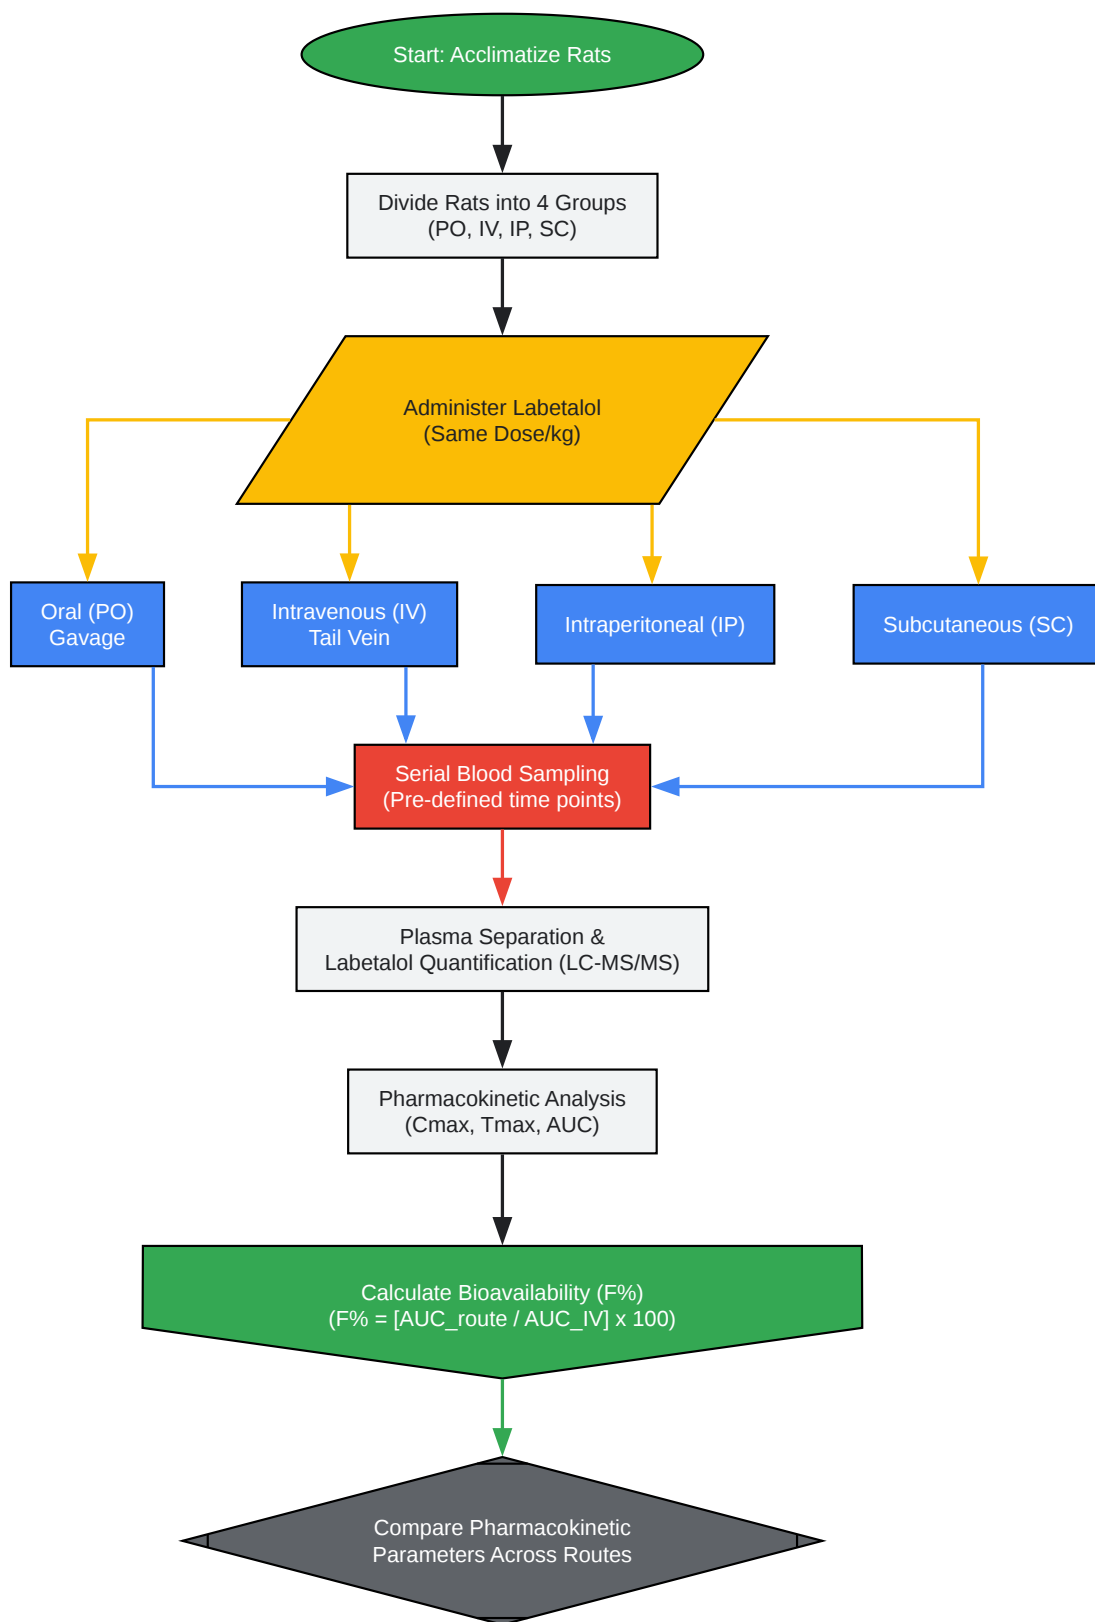 Start: Acclimatize Rats
Divide Rats into 4 Groups
(PO, IV, IP, SC)
Administer Labetalol
(Same Dose/kg)
Oral (PO)
Gavage
Intravenous (IV)
Tail Vein
Intraperitoneal (IP)
Subcutaneous (SC)
Serial Blood Sampling
(Pre-defined time points)
Plasma Separation &
Labetalol Quantification (LC-MS/MS)
Pharmacokinetic Analysis
(Cmax, Tmax, AUC)
Calculate Bioavailability (F%)
(F% = [AUC_route / AUC_IV] x 100)
Compare Pharmacokinetic
Parameters Across Routes